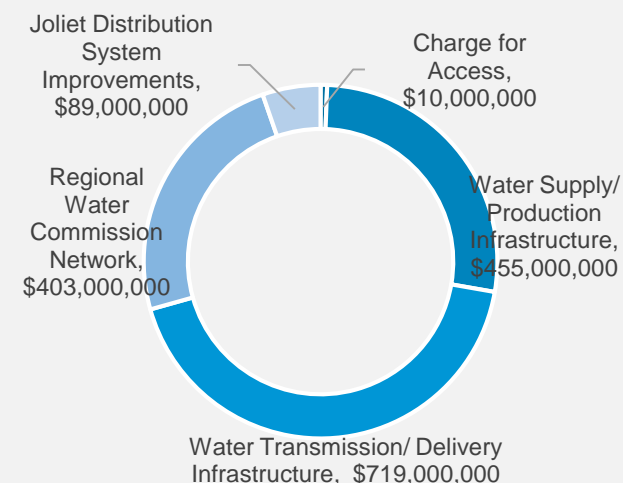 Joliet Distribution
System
Improvements,
$89,000,000
Charge for
Access,
$10,000,000
Regional
Water
Commission
Network,
$403,000,000
Water Supply/
Production
Infrastructure,
$455,000,000
Water Transmission/ Delivery
Infrastructure,  $719,000,000